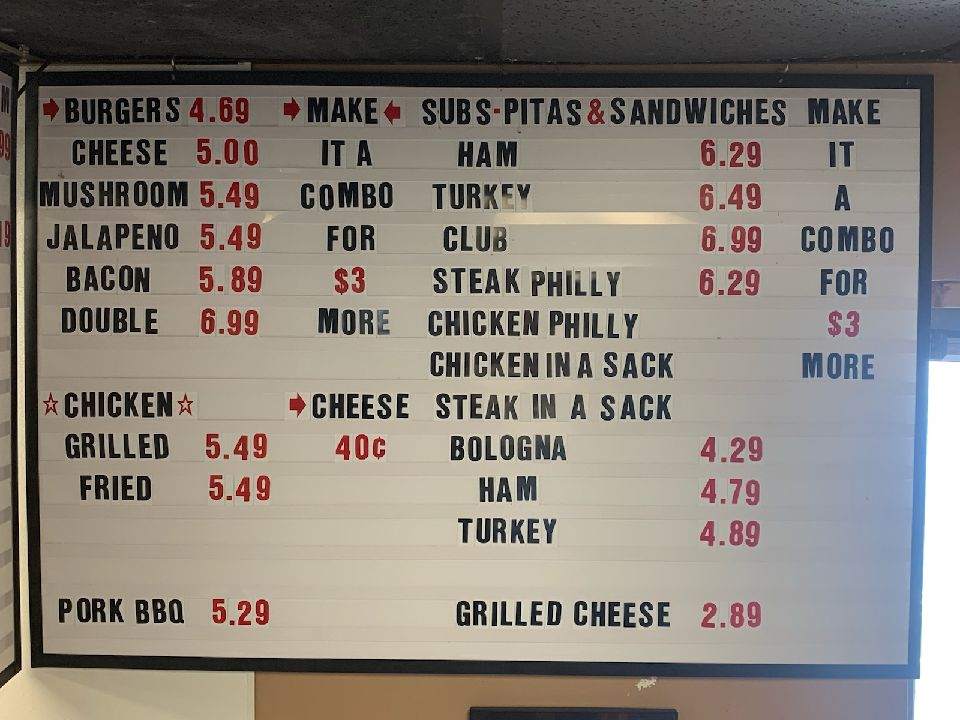 ➡BURGERS 4.69 ➡MAKE⬅ SUBS-PITAS&SANDWICHES MAKE
CHEESE 5.00 IT A HAM 6.29 IT
MUSHROOM 5.49 COMBO TURKEY 6.49 A
JALAPENO 5.49 FOR CLUB 6.99 COMBO
BACON 5.89 $3 STEAK PHILLY 6.29 FOR
DOUBLE 6.99 MORE CHICKEN PHILLY $3
CHICKEN IN A SACK MORE
☆CHICKEN☆ ➡CHEESE STEAK IN A SACK
GRILLED 5.49 40¢ BOLOGNA 4.29
FRIED 5.49 HAM 4.79
TURKEY 4.89
PORK BBQ 5.29 GRILLED CHEESE 2.89